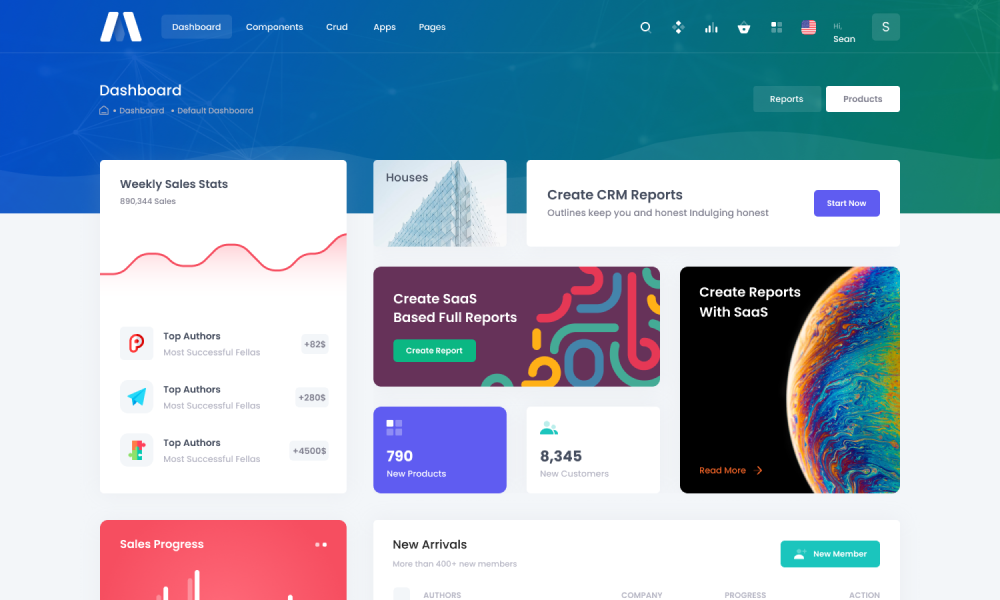 Dashboard
Components
Crud
Apps
Pages
Hi,
Sean
S
Dashboard
• Dashboard • Default Dashboard
Reports
Products
Weekly Sales Stats
890,344 Sales
Top Authors
Most Successful Fellas
+82$
Top Authors
Most Successful Fellas
+280$
Top Authors
Most Successful Fellas
+4500$
Houses
Create CRM Reports
Outlines keep you and honest Indulging honest
Start Now
Create SaaS
Based Full Reports
Create Report
Create Reports
With SaaS
Read More
790
New Products
8,345
New Customers
Sales Progress
New Arrivals
More than 400+ new members
New Member
AUTHORS
COMPANY
PROGRESS
ACTION